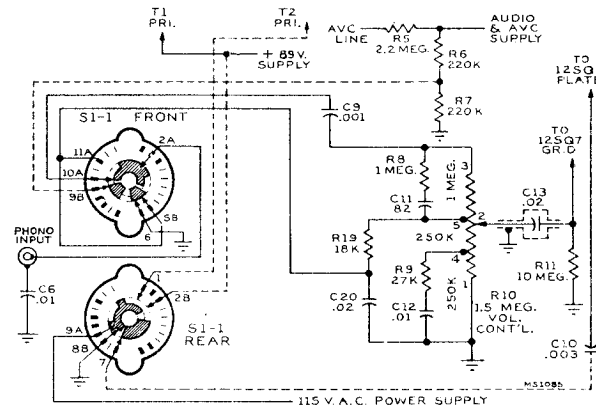 T1
PRI.
T2
PRI.
+ 89 V.
SUPPLY
AVC
LINE
R5
2.2 MEG.
AUDIO
& AVC
SUPPLY
R6
220K
R7
220K
TO
12SQ7
PLATE
TO
12SQ7
GRID
S1-1 FRONT
2A
11A
10A
9B
5B
6
C9
.001
R8
1 MEG.
C11
82
3
1 MEG.
2
5
250K
4
250K
1
R10
1.5 MEG.
VOL.
CONT'L.
C13
.02
R19
18K
R9
27K
C20
.02
C12
.01
R11
10 MEG.
C10
.003
PHONO
INPUT
C6
.01
1
2B
9A
8B
7
S1-1
REAR
MS1085
115 V. A.C. POWER SUPPLY